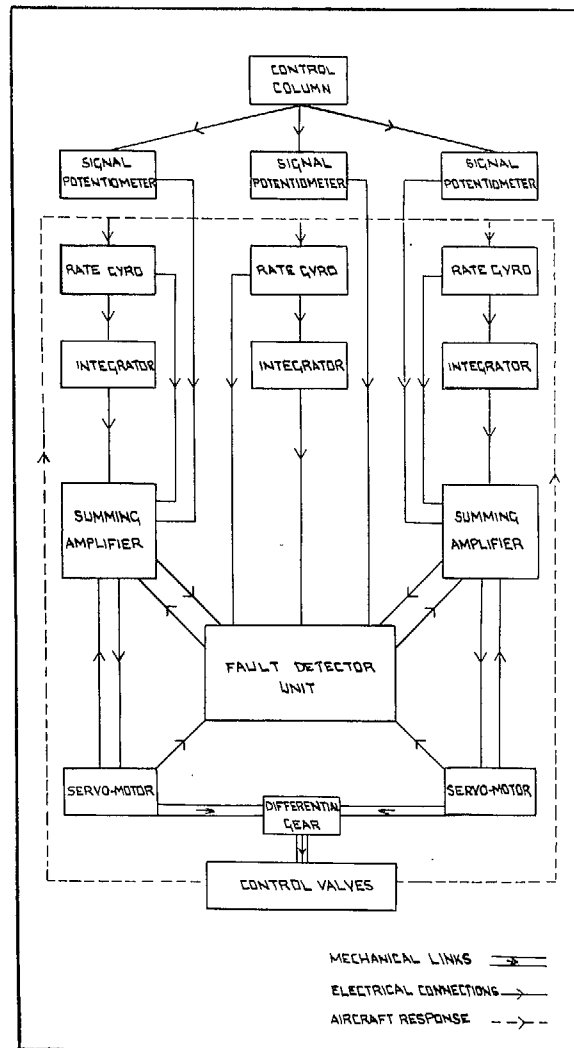 CONTROL
COLUMN
SIGNAL
POTENTIOMETER
SIGNAL
POTENTIOMETER
SIGNAL
POTENTIOMETER
RATE GYRO
RATE GYRO
RATE GYRO
INTEGRATOR
INTEGRATOR
INTEGRATOR
SUMMING
AMPLIFIER
SUMMING
AMPLIFIER
FAULT DETECTOR
UNIT
SERVO-MOTOR
DIFFERENTIAL
GEAR
SERVO-MOTOR
CONTROL VALVES
MECHANICAL LINKS
ELECTRICAL CONNECTIONS
AIRCRAFT RESPONSE